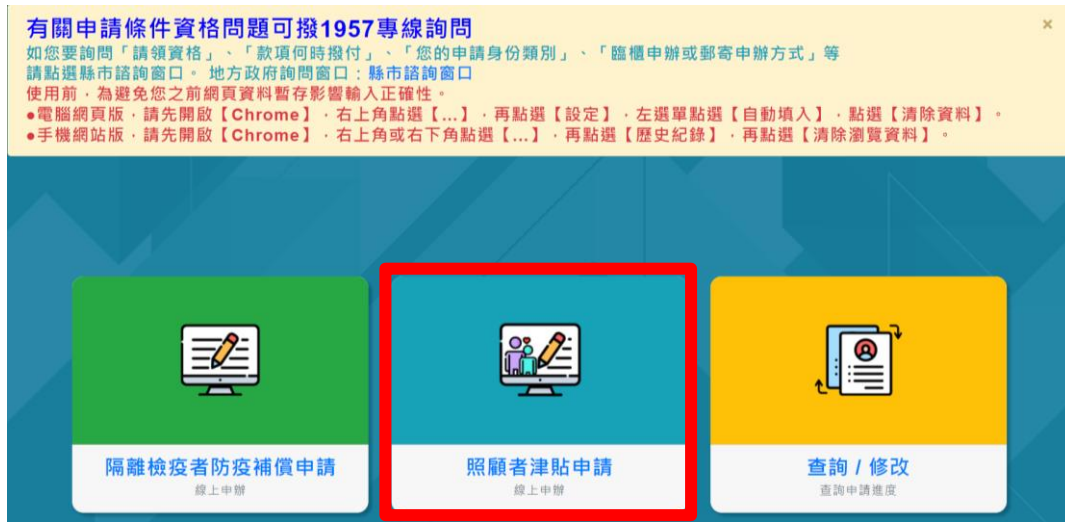 有關申請條件資格問題可撥1957專線詢問
×
如您要詢問「請領資格」、「款項何時撥付」、「您的申請身份類別」、「臨櫃申辦或郵寄申辦方式」等
請點選縣市諮詢窗口。 地方政府詢問窗口：縣市諮詢窗口
使用前，為避免您之前網頁資料暫存影響輸入正確性。
●電腦網頁版，請先開啟【Chrome】，右上角點選【...】，再點選【設定】，左選單點選【自動填入】，點選【清除資料】。
●手機網站版，請先開啟【Chrome】，右上角或右下角點選【...】，再點選【歷史紀錄】，再點選【清除瀏覽資料】。
隔離檢疫者防疫補償申請
線上申辦
照顧者津貼申請
線上申辦
查詢 / 修改
查詢申請進度